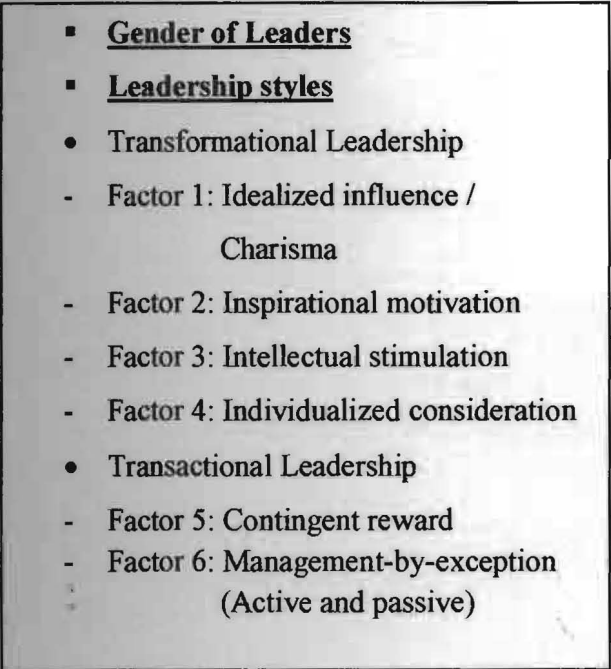 ▪ Gender of Leaders
▪ Leadership styles
• Transformational Leadership
- Factor 1: Idealized influence /
Charisma
- Factor 2: Inspirational motivation
- Factor 3: Intellectual stimulation
- Factor 4: Individualized consideration
• Transactional Leadership
- Factor 5: Contingent reward
- Factor 6: Management-by-exception
(Active and passive)